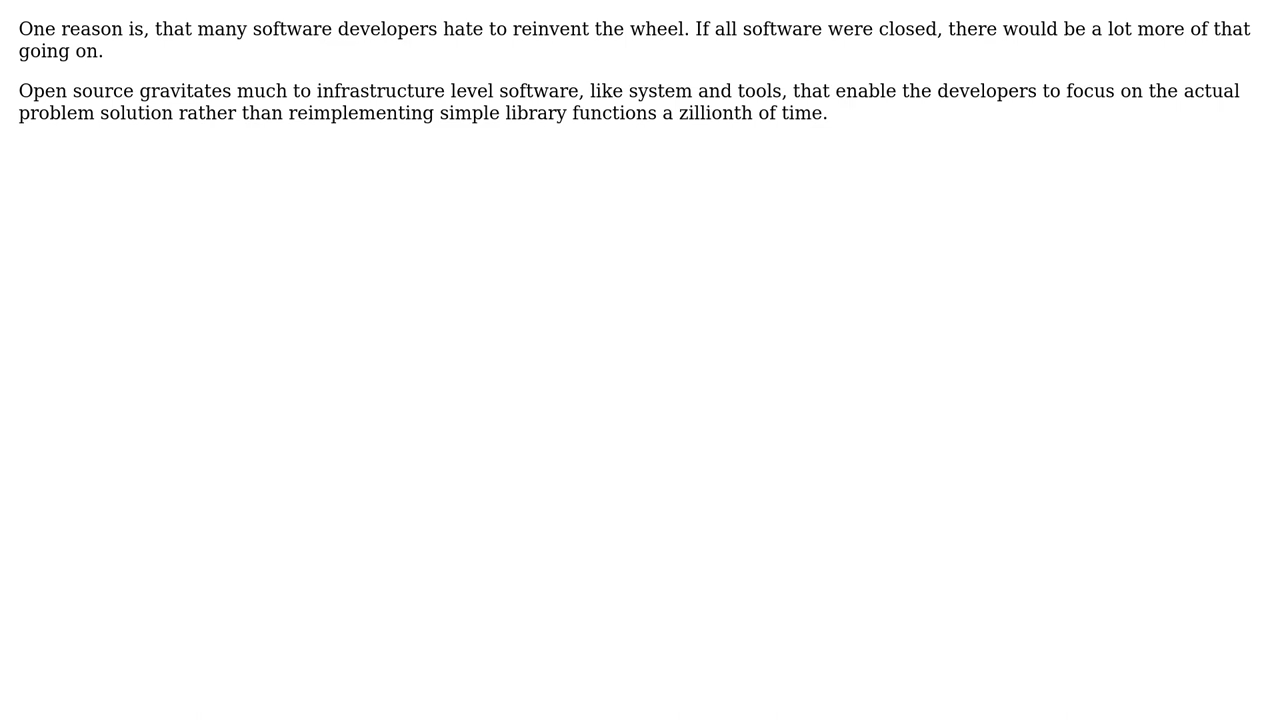 One reason is, that many software developers hate to reinvent the wheel. If all software were closed, there would be a lot more of that
going on.
Open source gravitates much to infrastructure level software, like system and tools, that enable the developers to focus on the actual
problem solution rather than reimplementing simple library functions a zillionth of time.